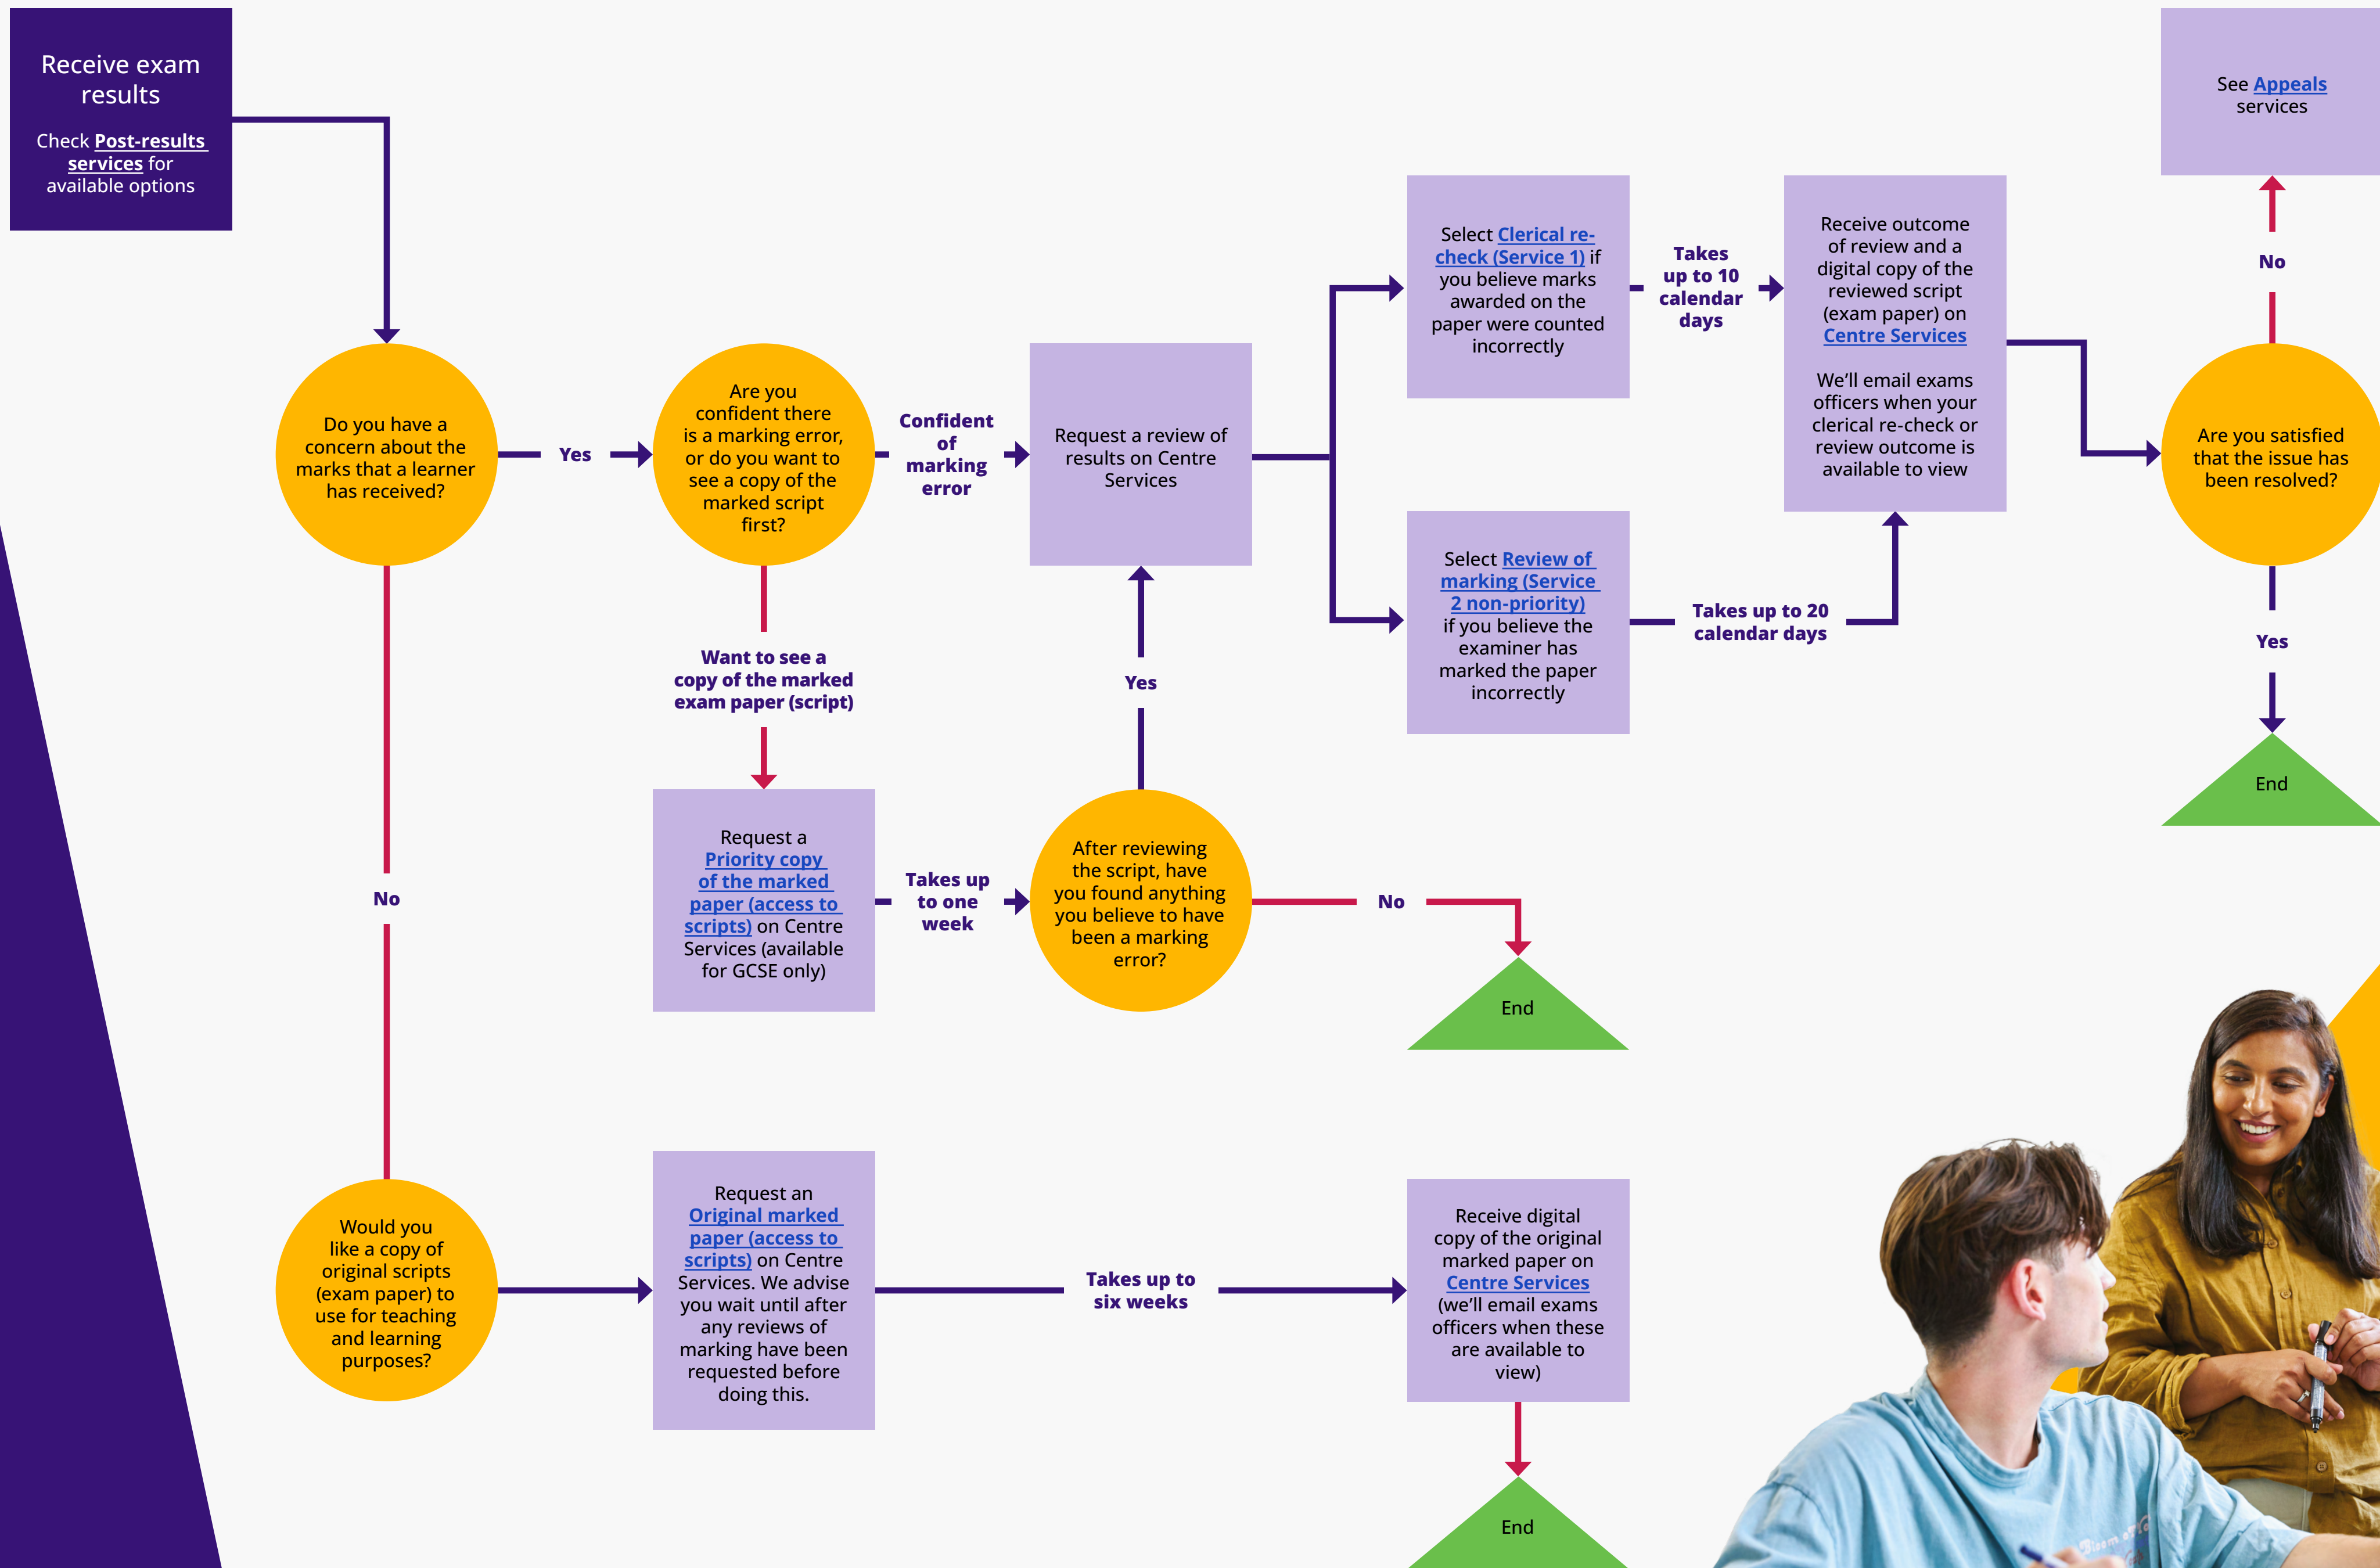 Receive exam
results
Check Post-results
services for
available options
Do you have a
concern about the
marks that a learner
has received?
Yes
Are you
confident there
is a marking error,
or do you want to
see a copy of the
marked script
first?
Confident
of
marking
error
Request a review of
results on Centre
Services
Select Clerical re-
check (Service 1) if
you believe marks
awarded on the
paper were counted
incorrectly
Takes
up to 10
calendar
days
Receive outcome
of review and a
digital copy of the
reviewed script
(exam paper) on
Centre Services
We’ll email exams
officers when your
clerical re-check or
review outcome is
available to view
See Appeals
services
No
Are you satisfied
that the issue has
been resolved?
Yes
End
Select Review of
marking (Service
2 non-priority)
if you believe the
examiner has
marked the paper
incorrectly
Takes up to 20
calendar days
Want to see a
copy of the marked
exam paper (script)
Yes
Request a
Priority copy
of the marked
paper (access to
scripts) on Centre
Services (available
for GCSE only)
Takes up
to one
week
After reviewing
the script, have
you found anything
you believe to have
been a marking
error?
No
End
No
Would you
like a copy of
original scripts
(exam paper) to
use for teaching
and learning
purposes?
Request an
Original marked
paper (access to
scripts) on Centre
Services. We advise
you wait until after
any reviews of
marking have been
requested before
doing this.
Takes up to
six weeks
Receive digital
copy of the original
marked paper on
Centre Services
(we’ll email exams
officers when these
are available to
view)
End